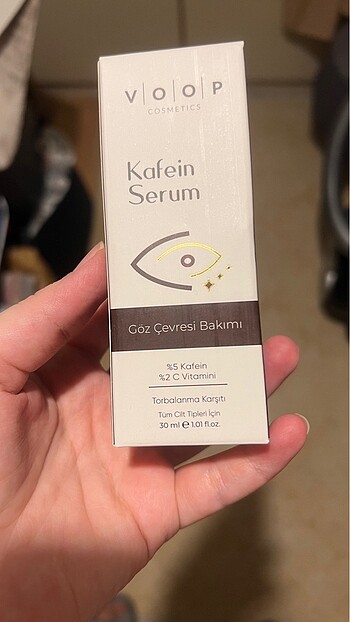 V|O|O|P
COSMETICS
Kafein
Serum
Göz Çevresi Bakımı
%5 Kafein
%2 C Vitamini
Torbalanma Karşıtı
Tüm Cilt Tipleri İçin
30 ml ℮ 1.01 fl.oz.